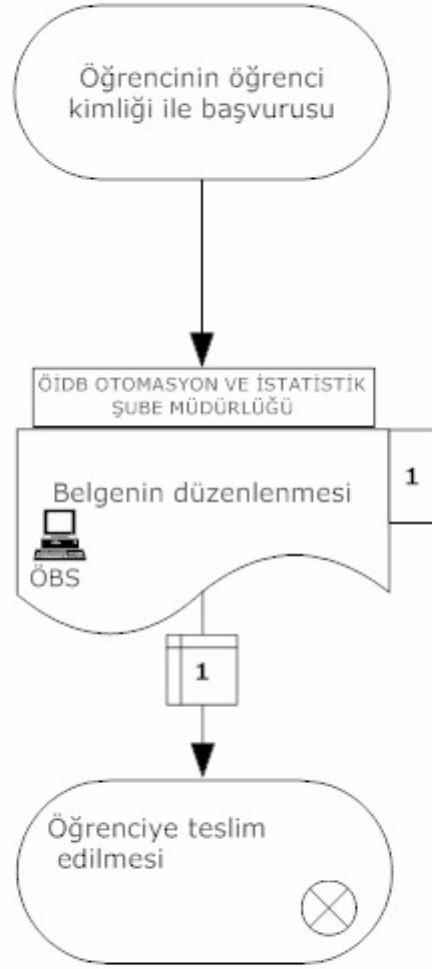 Öğrencinin öğrenci
kimliği ile başvurusu
ÖİDB OTOMASYON VE İSTATİSTİK
ŞUBE MÜDÜRLÜĞÜ
Belgenin düzenlenmesi
1
ÖBS
1
Öğrenciye teslim
edilmesi